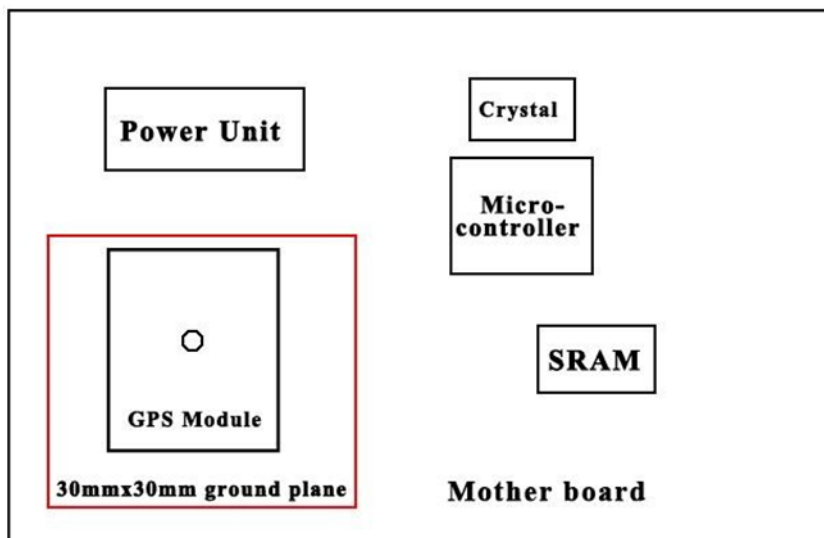 Power Unit
Crystal
Micro-
controller
SRAM
GPS Module
30mmx30mm ground plane
Mother board